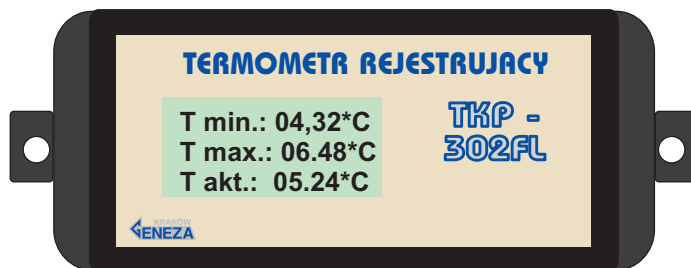 TERMOMETR REJESTRUJACY
T min.: 04,32*C
T max.: 06.48*C
T akt.: 05.24*C
TKP -
302FL
KRAKÓW
GENEZA